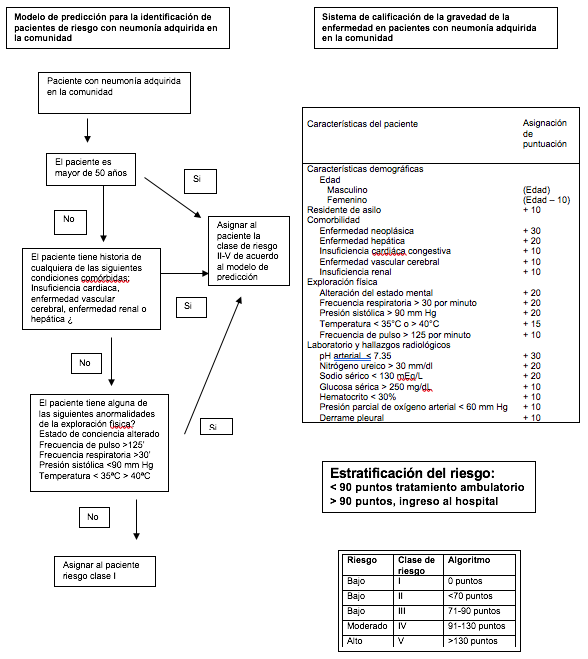 Modelo de predicción para la identificación de
pacientes de riesgo con neumonía adquirida en
la comunidad
Paciente con neumonía adquirida
en la comunidad
El paciente es
mayor de 50 años
Si
No
Asignar al
paciente la
clase de riesgo
II-V de acuerdo
al modelo de
predicción
El paciente tiene historia de
cualquiera de las siguientes
condiciones comórbidas:
Insuficiencia cardiaca,
enfermedad vascular
cerebral, enfermedad renal o
hepática ¿
Si
No
El paciente tiene alguna de
las siguientes anormalidades
de la exploración física?
Estado de conciencia alterado
Frecuencia de pulso >125'
Frecuencia respiratoria >30'
Presión sistólica <90 mm Hg
Temperatura < 35ºC > 40ºC
Si
No
Asignar al paciente
riesgo clase I
Sistema de calificación de la gravedad de la
enfermedad en pacientes con neumonía adquirida
en la comunidad
Características del paciente Asignación
de
puntuación
Características demográficas
Edad
Masculino (Edad)
Femenino (Edad – 10)
Residente de asilo + 10
Comorbilidad
Enfermedad neoplásica + 30
Enfermedad hepática + 20
Insuficiencia cardiáca congestiva + 10
Enfermedad vascular cerebral + 10
Insuficiencia renal + 10
Exploración física
Alteración del estado mental + 20
Frecuencia respiratoria > 30 por minuto + 20
Presión sistólica > 90 mm Hg + 20
Temperatura < 35°C o > 40°C + 15
Frecuencia de pulso > 125 por minuto + 10
Laboratorio y hallazgos radiológicos
pH arterial < 7.35 + 30
Nitrógeno ureico > 30 mm/dl + 20
Sodio sérico < 130 mEq/L + 20
Glucosa sérica > 250 mg/dL + 10
Hematocrito < 30% + 10
Presión parcial de oxígeno arterial < 60 mm Hg + 10
Derrame pleural + 10
Estratificación del riesgo:
< 90 puntos tratamiento ambulatorio
> 90 puntos, ingreso al hospital
Riesgo Clase de riesgo Algoritmo
Bajo I 0 puntos
Bajo II <70 puntos
Bajo III 71-90 puntos
Moderado IV 91-130 puntos
Alto V >130 puntos